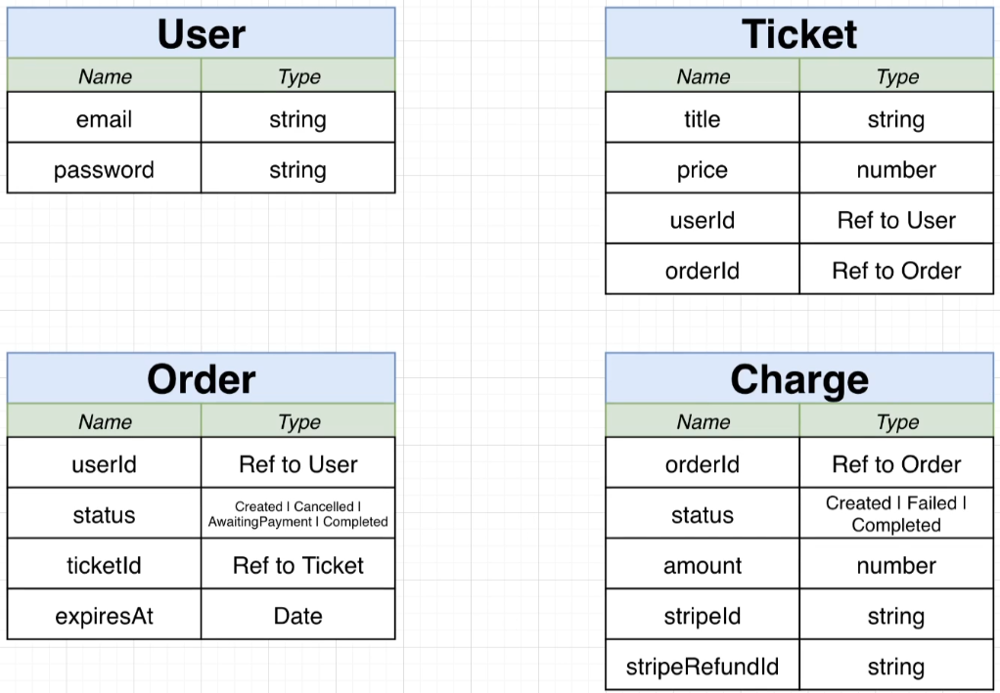 User
Name Type
email string
password string
Ticket
Name Type
title string
price number
userId Ref to User
orderId Ref to Order
Order
Name Type
userId Ref to User
status Created | Cancelled |
AwaitingPayment | Completed
ticketId Ref to Ticket
expiresAt Date
Charge
Name Type
orderId Ref to Order
status Created | Failed |
Completed
amount number
stripeId string
stripeRefundId string